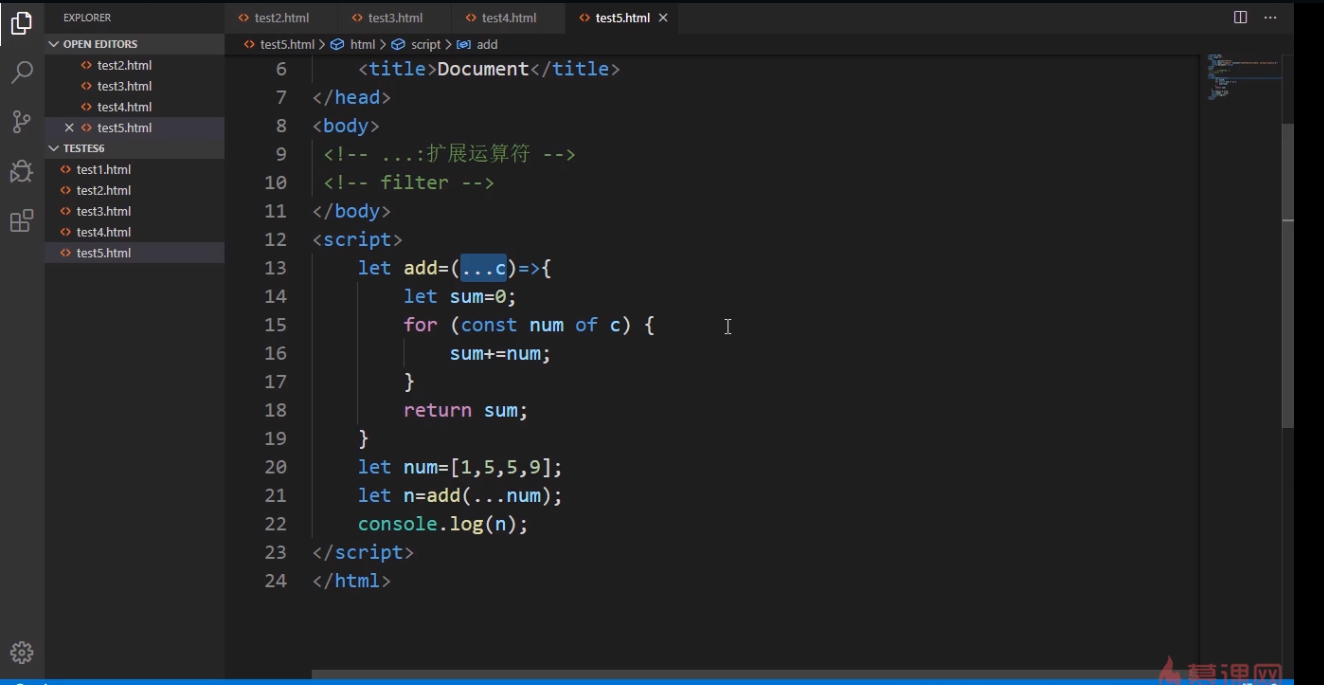 EXPLORER
OPEN EDITORS
test2.html
test3.html
test4.html
test5.html
TESTES6
test1.html
test2.html
test3.html
test4.html
test5.html
test2.html test3.html test4.html test5.html
test5.html > html > script > add
6 <title>Document</title>
7 </head>
8 <body>
9 <!-- ...:扩展运算符 -->
10 <!-- filter -->
11 </body>
12 <script>
13 let add=(...c)=>{
14 let sum=0;
15 for (const num of c) {
16 sum+=num;
17 }
18 return sum;
19 }
20 let num=[1,5,5,9];
21 let n=add(...num);
22 console.log(n);
23 </script>
24 </html>
慕课网